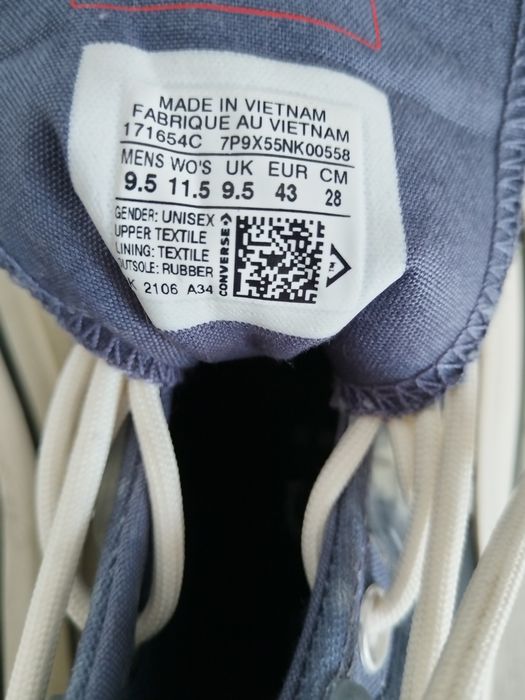 MADE IN VIETNAM
FABRIQUE AU VIETNAM
171654C 7P9X55NK00558
MENS WO'S UK EUR CM
9.5 11.5 9.5 43 28
GENDER: UNISEX
UPPER TEXTILE
LINING: TEXTILE
OUTSOLE: RUBBER
2106 A34
CONVERSE
TM